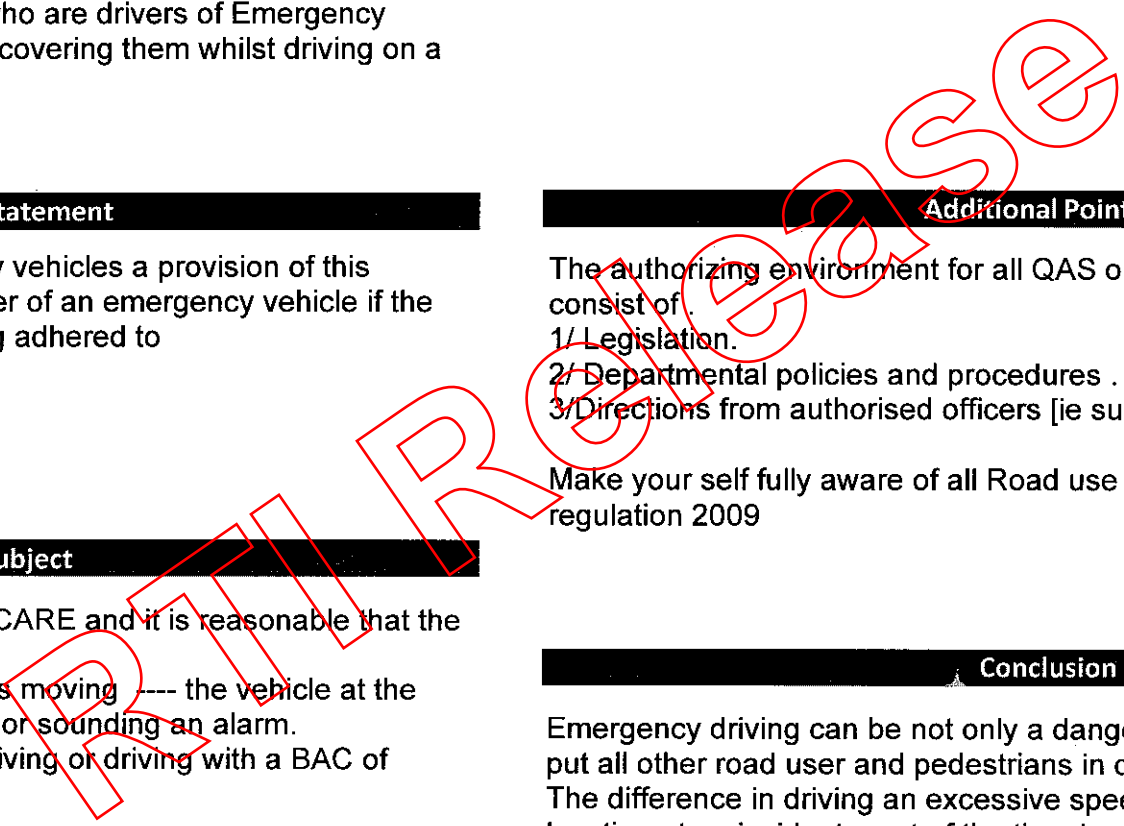 who are drivers of Emergency
covering them whilst driving on a
tatement
vehicles a provision of this
er of an emergency vehicle if the
adhered to
ubject
CARE and it is reasonable that the
s moving ---- the vehicle at the
or sounding an alarm.
iving or driving with a BAC of
Additional Point
The authorizing environment for all QAS o
consist of .
1/ Legislation.
2/ Departmental policies and procedures .
3/Directions from authorised officers [ie su
Make your self fully aware of all Road use
regulation 2009
Conclusion
Emergency driving can be not only a dange
put all other road user and pedestrians in d
The difference in driving an excessive spee
RTI Release